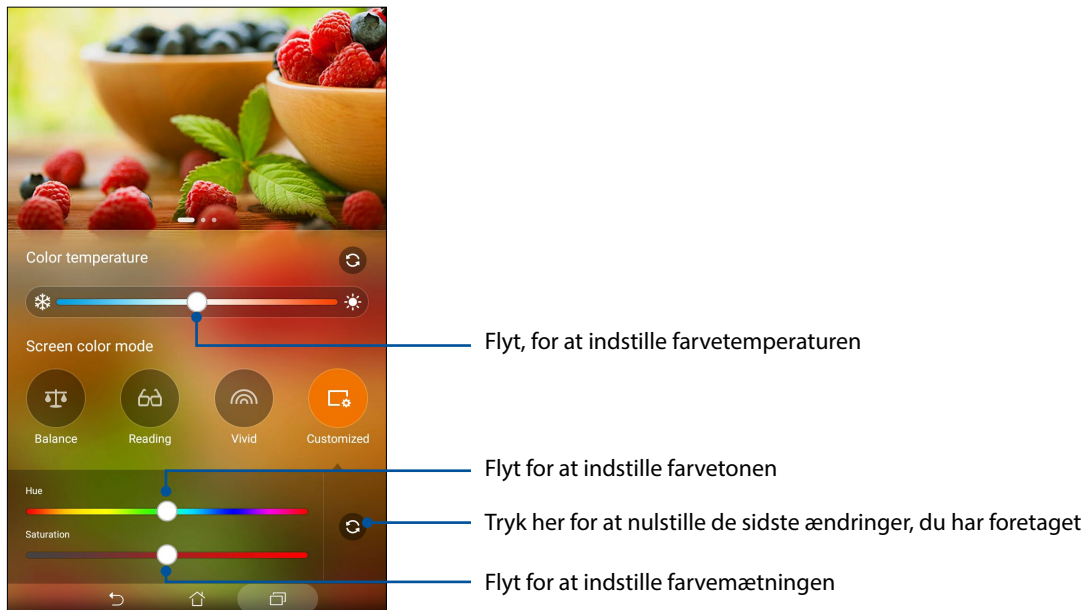 Color temperature
Flyt, for at indstille farvetemperaturen
Screen color mode
Balance Reading Vivid Customized
Flyt for at indstille farvetonen
Hue
Tryk her for at nulstille de sidste ændringer, du har foretaget
Saturation
Flyt for at indstille farvemætningen